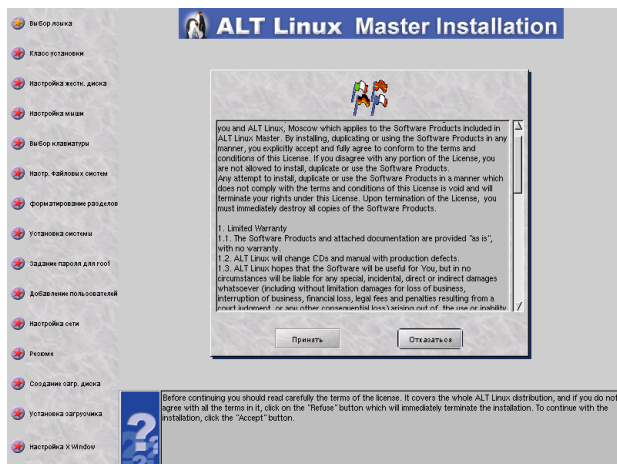 ALT Linux Master Installation
Выбор языка
Класс установки
Настройка жестк. диска
Настройка мыши
Выбор клавиатуры
Настр. файловых систем
форматирование разделов
Установка системы
Задание пароля для root
Добавление пользователей
Настройка сети
Резюме
Создание загр. диска
Установка загрузчика
Настройка X Window
you and ALT Linux, Moscow which applies to the Software Products included in
ALT Linux Master. By installing, duplicating or using the Software Products in any
manner, you explicitly accept and fully agree to conform to the terms and
conditions of this License. If you disagree with any portion of the License, you
are not allowed to install, duplicate or use the Software Products.
Any attempt to install, duplicate or use the Software Products in a manner which
does not comply with the terms and conditions of this License is void and will
terminate your rights under this License. Upon termination of the License, you
must immediately destroy all copies of the Software Products.
1. Limited Warranty
1.1. The Software Products and attached documentation are provided "as is",
with no warranty.
1.2. ALT Linux will change CDs and manual with production defects.
1.3. ALT Linux hopes that the Software will be useful for You, but in no
circumstances will be liable for any special, incidental, direct or indirect damages
whatsoever (including without limitation damages for loss of business,
interruption of business, financial loss, legal fees and penalties resulting from a
court judgment, or any other consequential loss) arising out of the use or inability
Принять
Отказаться
Before continuing you should read carefully the terms of the license. It covers the whole ALT Linux distribution, and if you do not
agree with all the terms in it, click on the "Refuse" button which will immediately terminate the installation. To continue with the
installation, click the "Accept" button.